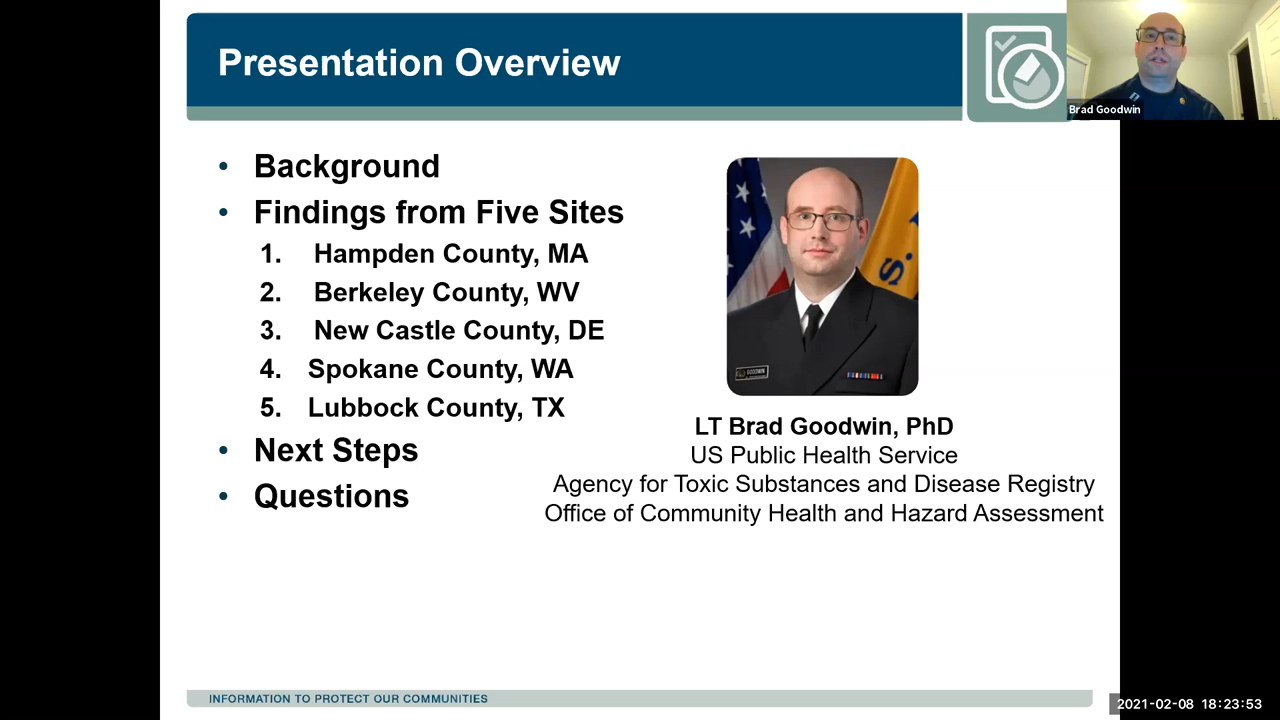 Presentation Overview
Brad Goodwin
• Background
• Findings from Five Sites
1. Hampden County, MA
2. Berkeley County, WV
3. New Castle County, DE
4. Spokane County, WA
5. Lubbock County, TX
• Next Steps
• Questions
S.
GOODWIN
LT Brad Goodwin, PhD
US Public Health Service
Agency for Toxic Substances and Disease Registry
Office of Community Health and Hazard Assessment
INFORMATION TO PROTECT OUR COMMUNITIES
2021-02-08 18:23:53